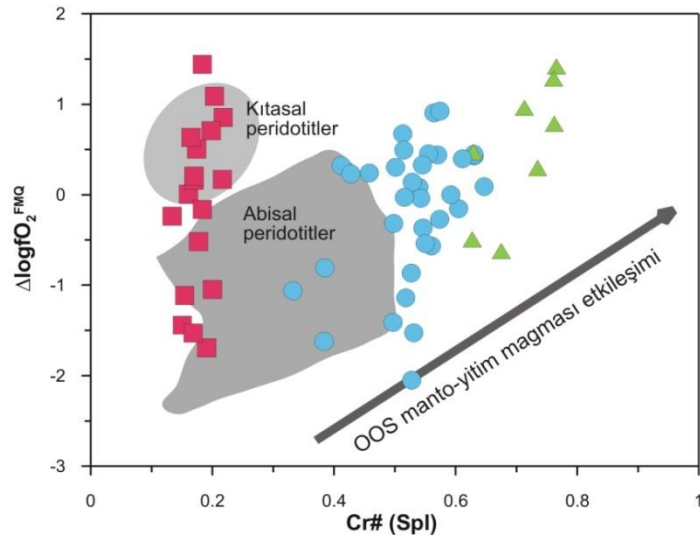 2
1
0
-1
-2
-3
ΔlogfO₂ᶠᴹQ
Kıtasal
peridotitler
Abisal
peridotitler
OOS manto-yitim magması etkileşimi
0
0.2
0.4
0.6
0.8
1
Cr# (Spl)